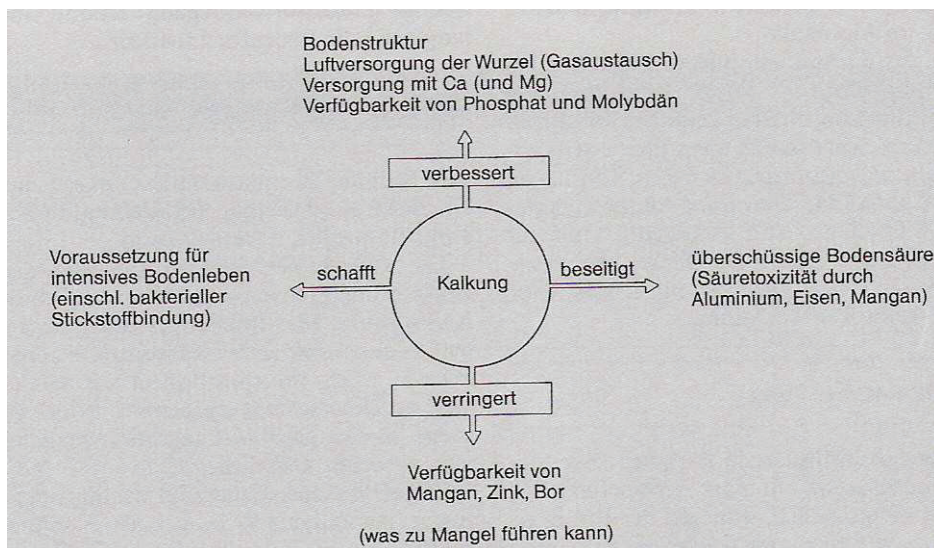 Bodenstruktur
Luftversorgung der Wurzel (Gasaustausch)
Versorgung mit Ca (und Mg)
Verfügbarkeit von Phosphat und Molybdän
verbessert
Voraussetzung für
intensives Bodenleben
(einschl. bakterieller
Stickstoffbindung)
schafft
Kalkung
beseitigt
überschüssige Bodensäure
(Säuretoxizität durch
Aluminium, Eisen, Mangan)
verringert
Verfügbarkeit von
Mangan, Zink, Bor
(was zu Mangel führen kann)